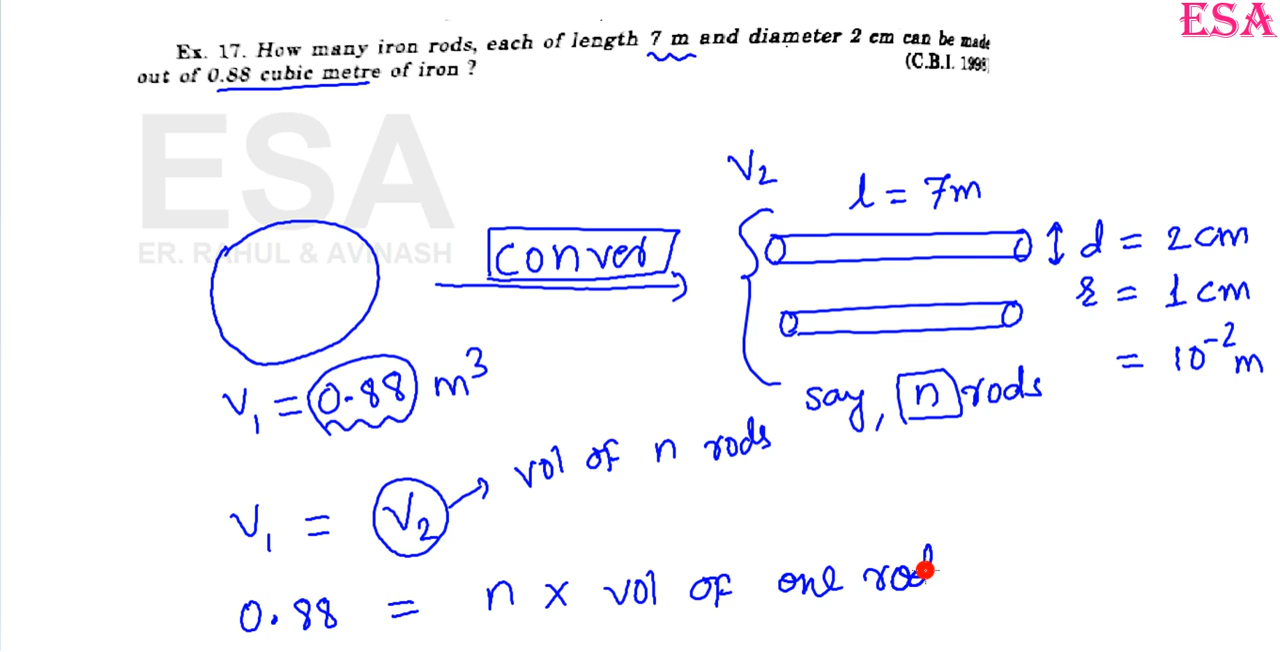 ESA
Ex. 17. How many iron rods, each of length 7 m and diameter 2 cm can be made
out of 0.88 cubic metre of iron ?
(C.B.I. 1998)
ESA
ER. RAHUL & AVINASH
V₂
l = 7m
convert
d = 2cm
r = 1cm
= 10⁻² m
V₁ = 0.88 m³
say, n rods
V₁ = V₂ → vol of n rods
0.88 = n × vol of one rod